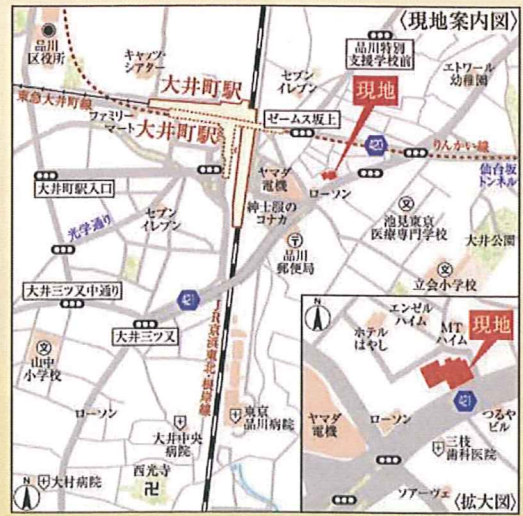 〈現地案内図〉
品川
区役所
キャッツ・
シアター
大井町駅
セブン
イレブン
品川特別
支援学校前
エトワール
幼稚園
東急大井町線
ファミリー
マート
大井町駅
ゼームス坂上
現地
420
りんかい線
仙台坂
トンネル
大井町駅入口
ヤマダ
電機
ローソン
紳士服の
コナカ
光学通り
セブン
イレブン
池見東京
医療専門学校
大井公園
品川
郵便局
立会小学校
大井三ツ又中通り
421
大井三ツ又
JR京浜東北・根岸線
山中
小学校
ローソン
大井中央
病院
東京
品川病院
大村病院
西光寺
N
N
エンゼル
ハイム
MT
ハイム
現地
ホテル
はやし
ヤマダ
電機
ローソン
421
つるや
ビル
三枝
歯科医院
ソアーヴェ
〈拡大図〉